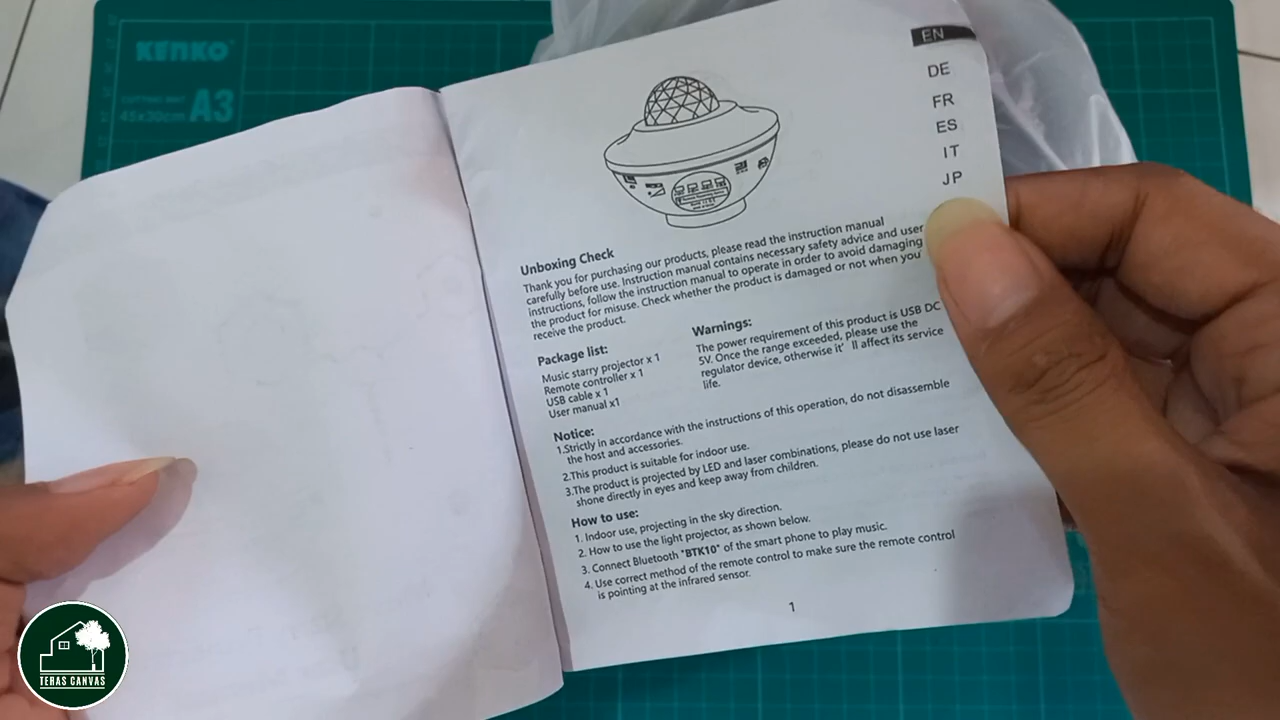 KENKO
CUTTING MAT
45x30cm
A3
EN
DE
FR
ES
IT
JP
Unboxing Check
Thank you for purchasing our products, please read the instruction manual
carefully before use. Instruction manual contains necessary safety advice and user
instructions, follow the instruction manual to operate in order to avoid damaging
the product for misuse. Check whether the product is damaged or not when you
receive the product.
Package list:
Music starry projector x 1
Remote controller x 1
USB cable x 1
User manual x1
Warnings:
The power requirement of this product is USB DC
5V. Once the range exceeded, please use the
regulator device, otherwise it’ ll affect its service
life.
Notice:
1.Strictly in accordance with the instructions of this operation, do not disassemble
the host and accessories.
2.This product is suitable for indoor use.
3.The product is projected by LED and laser combinations, please do not use laser
shone directly in eyes and keep away from children.
How to use:
1. Indoor use, projecting in the sky direction.
2. How to use the light projector, as shown below.
3. Connect Bluetooth "BTK10" of the smart phone to play music.
4. Use correct method of the remote control to make sure the remote control
is pointing at the infrared sensor.
1
TERAS CANVAS